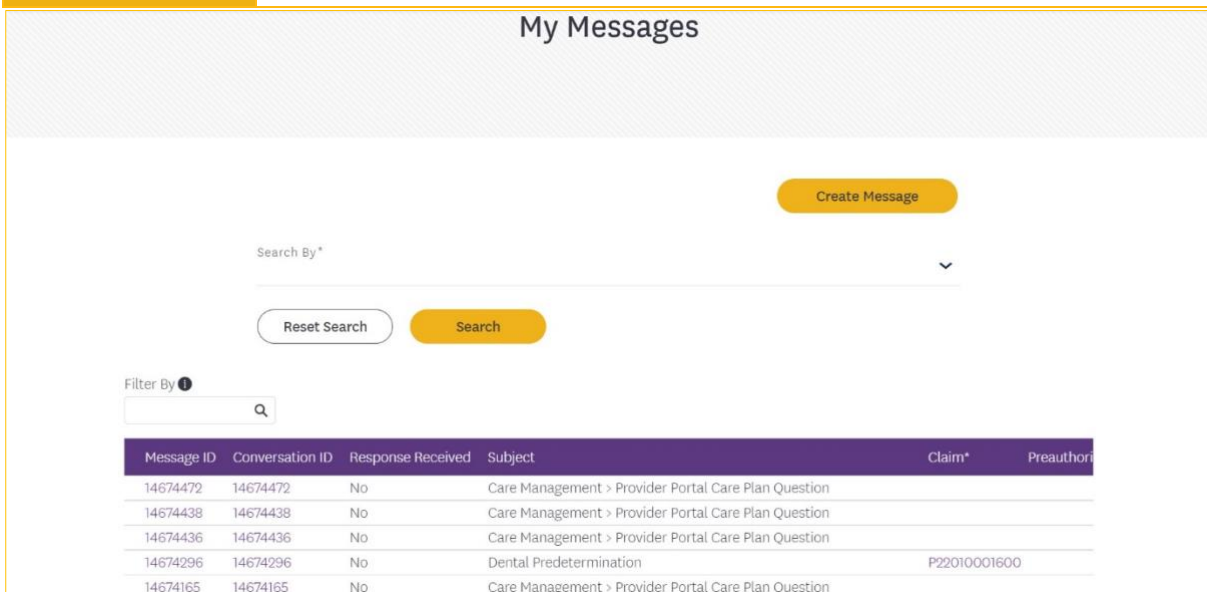 My Messages
Create Message
Search By*
Reset Search Search
Filter By
Message ID Conversation ID Response Received Subject Claim* Preauthori
14674472 14674472 No Care Management > Provider Portal Care Plan Question
14674438 14674438 No Care Management > Provider Portal Care Plan Question
14674436 14674436 No Care Management > Provider Portal Care Plan Question
14674296 14674296 No Dental Predetermination P22010001600
14674165 14674165 No Care Management > Provider Portal Care Plan Question